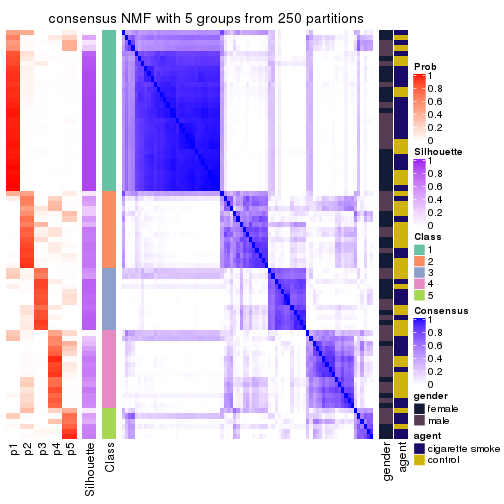 consensus NMF with 5 groups from 250 partitions
Prob
1
0.8
0.6
0.4
0.2
0
Silhouette
1
0.8
0.6
0.4
0.2
0
Class
1
2
3
4
5
Consensus
1
0.8
0.6
0.4
0.2
0
gender
female
male
agent
cigarette smoke
control
p1
p2
p3
p4
p5
Silhouette
Class
gender
agent